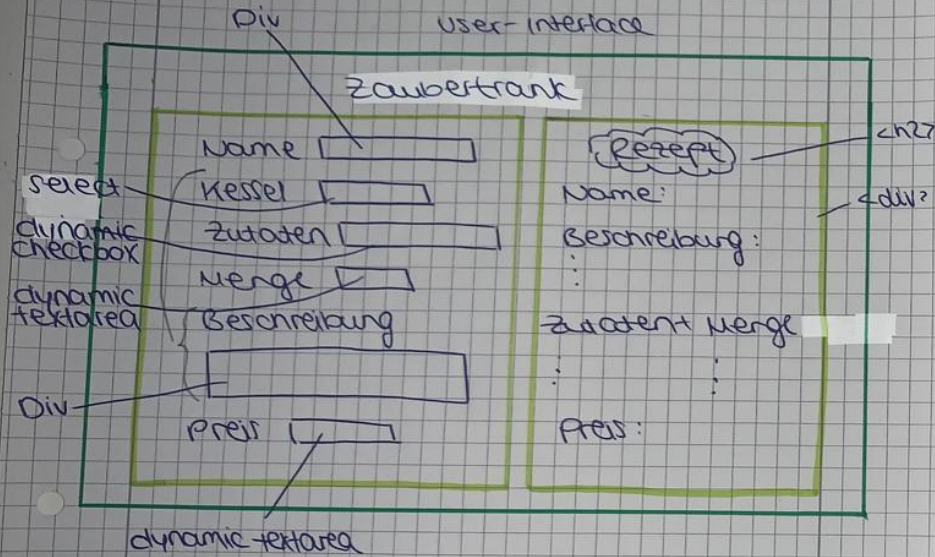 Div
User-Interface
Zaubertrank
Name
Kessel
Zutaten
Menge
Beschreibung
Preis
select
dynamic
checkbox
dynamic
textarea
Div
dynamic textarea
Rezept
Name:
Beschreibung:
Zutaten+ Menge
Preis:
<h2>
<div>